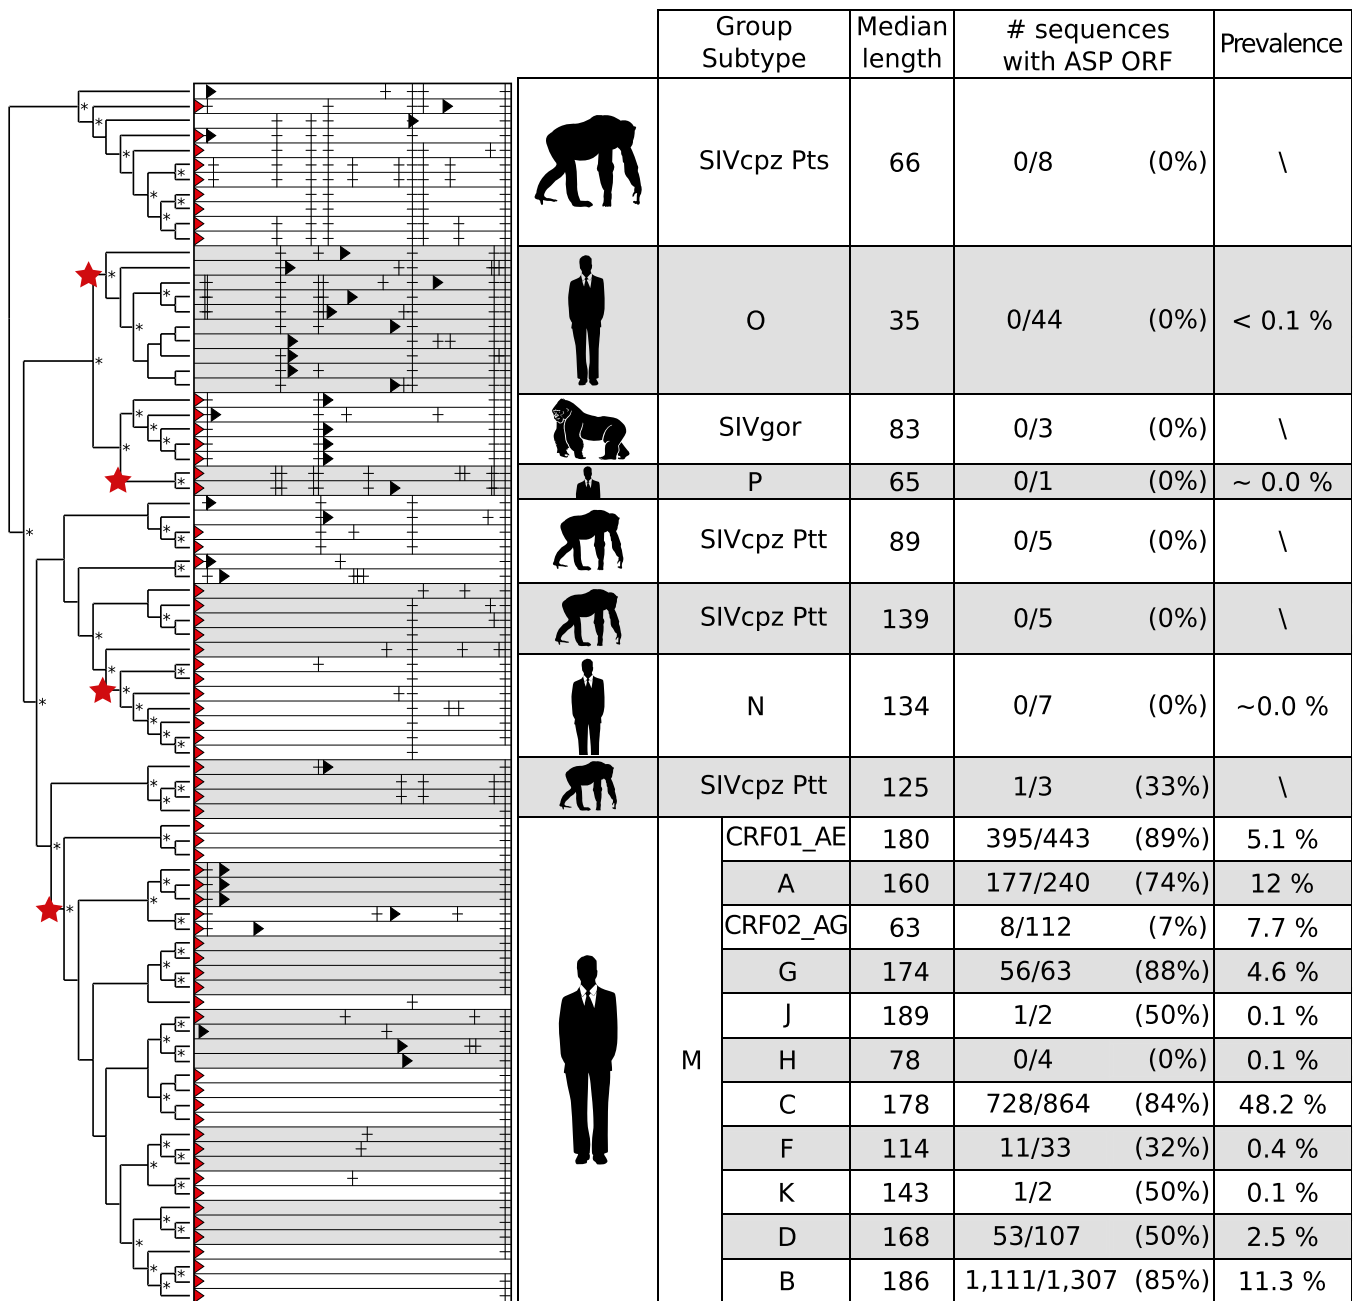 Group Subtype Median length # sequences with ASP ORF Prevalence
SIVcpz Pts 66 0/8 (0%) \
O 35 0/44 (0%) < 0.1 %
SIVgor 83 0/3 (0%) \
P 65 0/1 (0%) ~ 0.0 %
SIVcpz Ptt 89 0/5 (0%) \
SIVcpz Ptt 139 0/5 (0%) \
N 134 0/7 (0%) ~0.0 %
SIVcpz Ptt 125 1/3 (33%) \
CRF01_AE 180 395/443 (89%) 5.1 %
A 160 177/240 (74%) 12 %
CRF02_AG 63 8/112 (7%) 7.7 %
G 174 56/63 (88%) 4.6 %
J 189 1/2 (50%) 0.1 %
M H 78 0/4 (0%) 0.1 %
C 178 728/864 (84%) 48.2 %
F 114 11/33 (32%) 0.4 %
K 143 1/2 (50%) 0.1 %
D 168 53/107 (50%) 2.5 %
B 186 1,111/1,307 (85%) 11.3 %